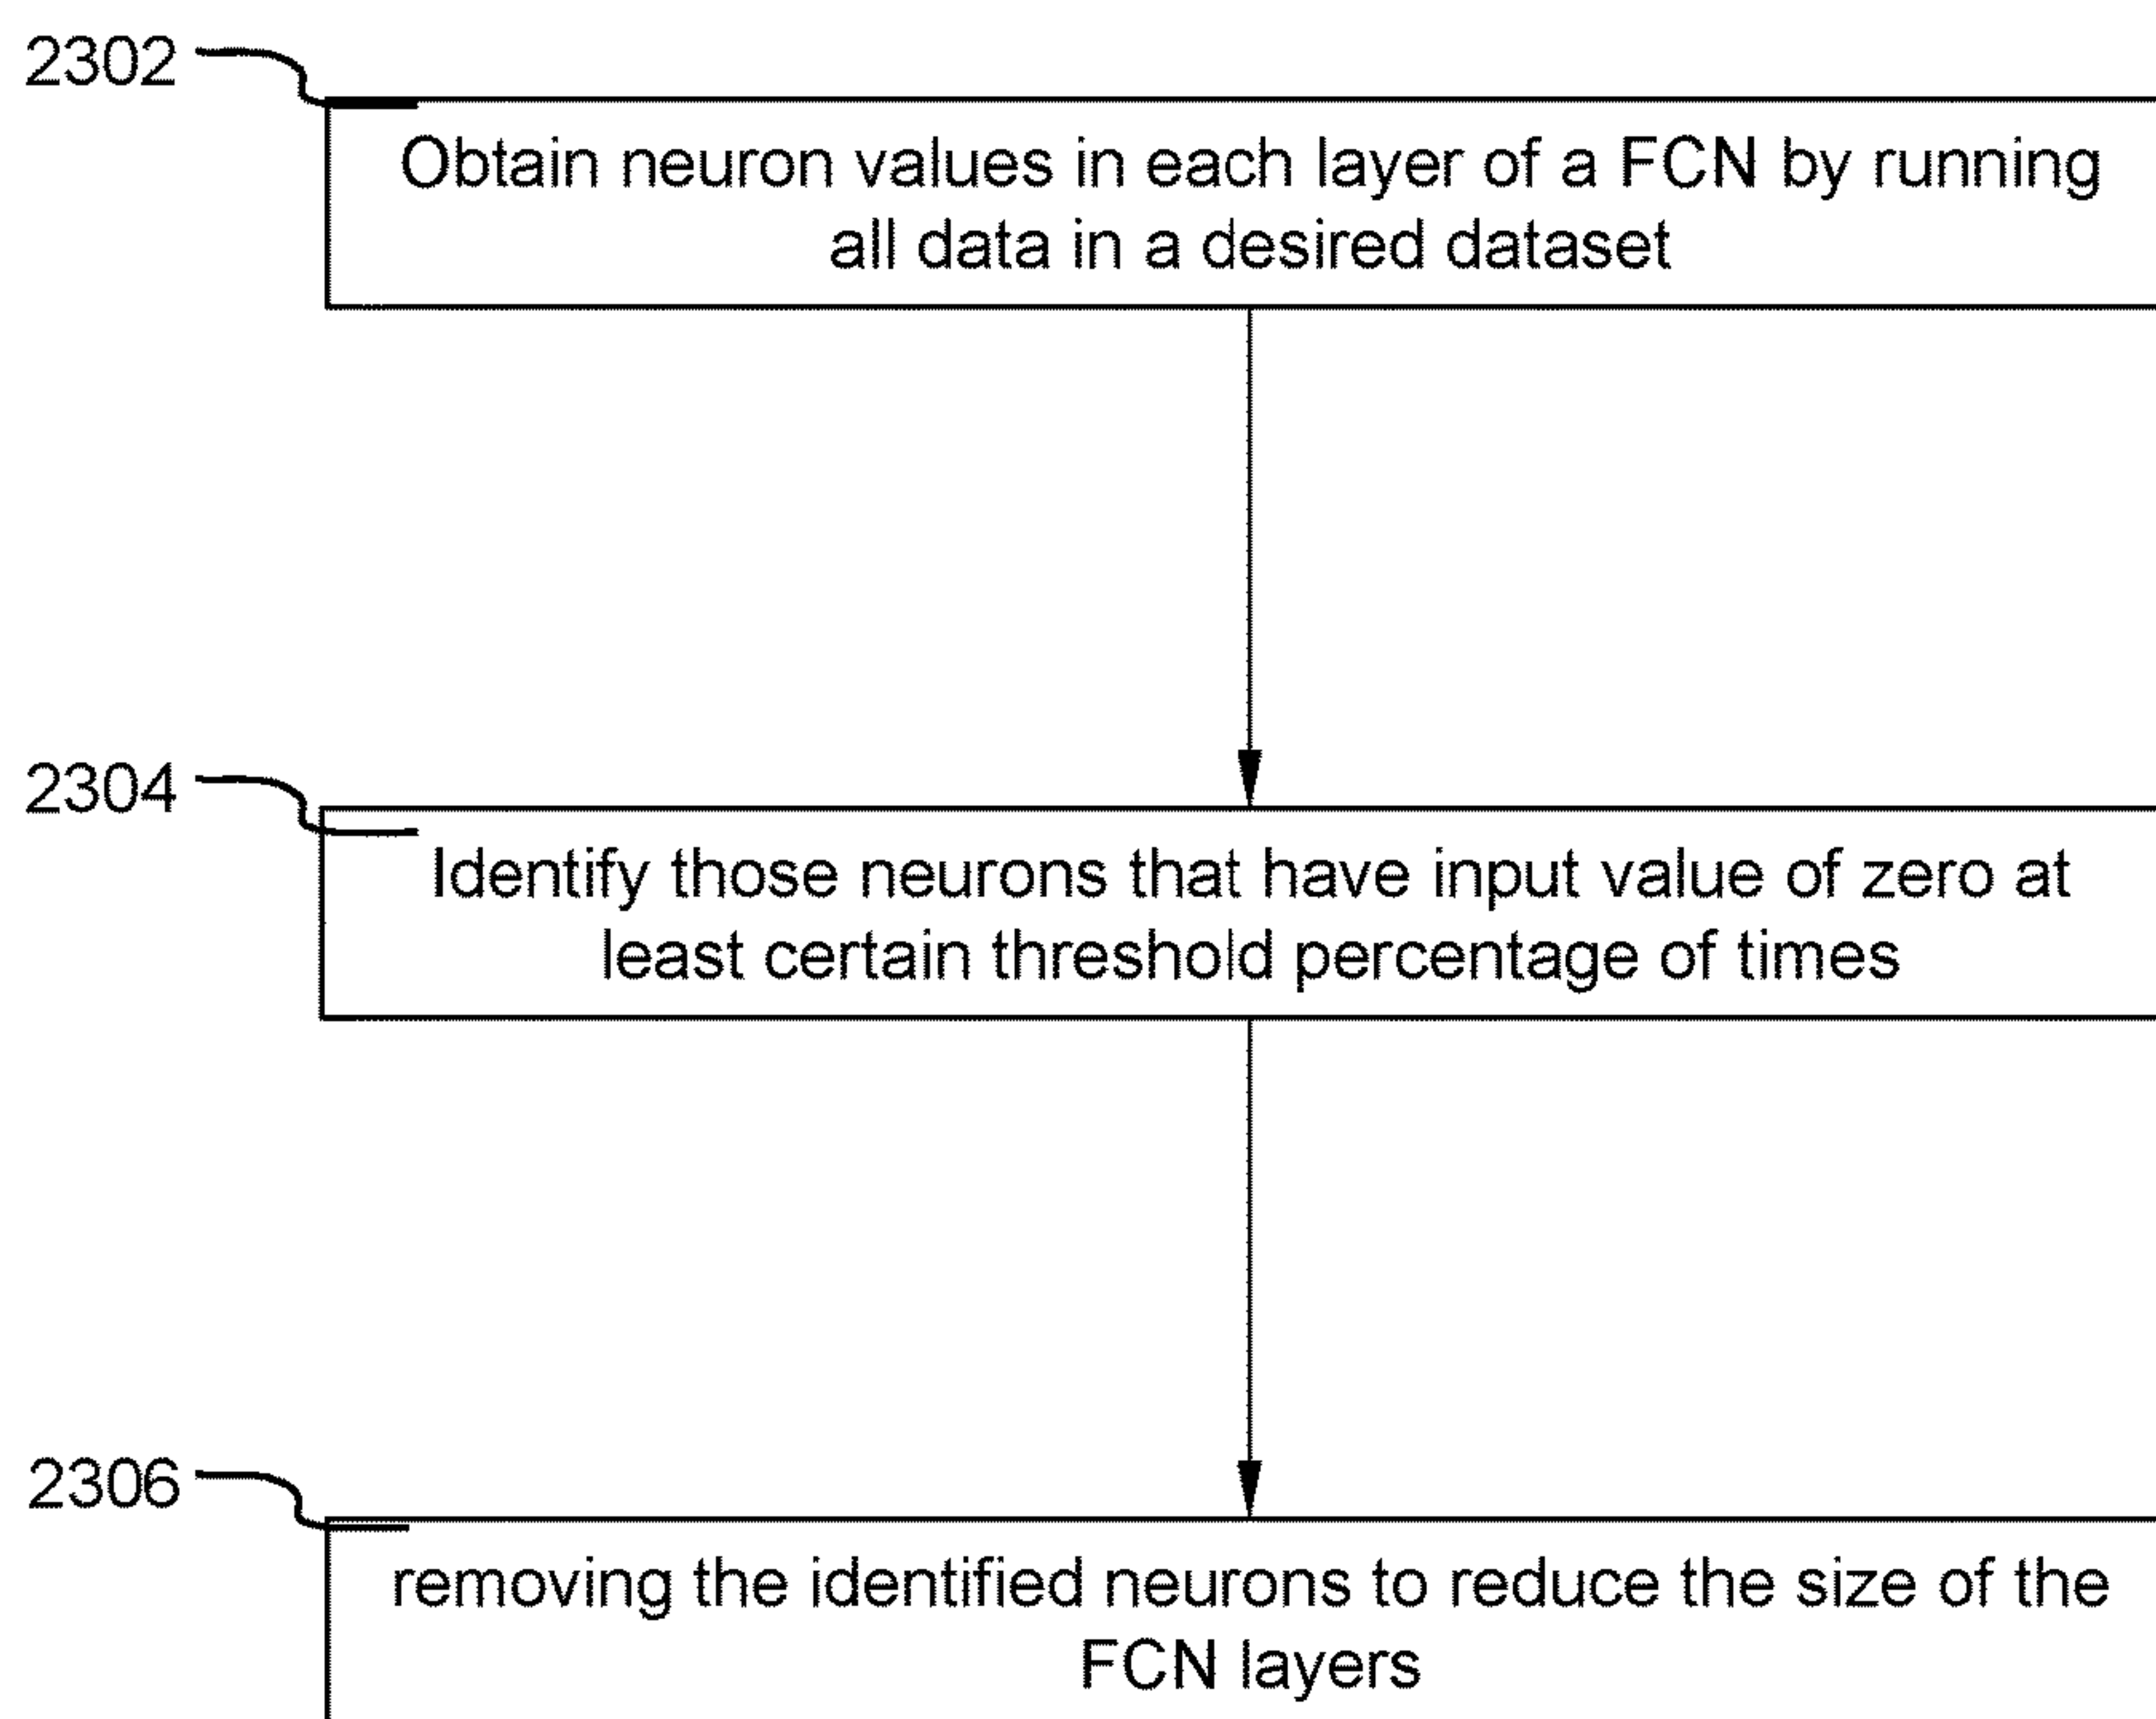 2302
Obtain neuron values in each layer of a FCN by running
all data in a desired dataset
2304
Identify those neurons that have input value of zero at
least certain threshold percentage of times
2306
removing the identified neurons to reduce the size of the
FCN layers